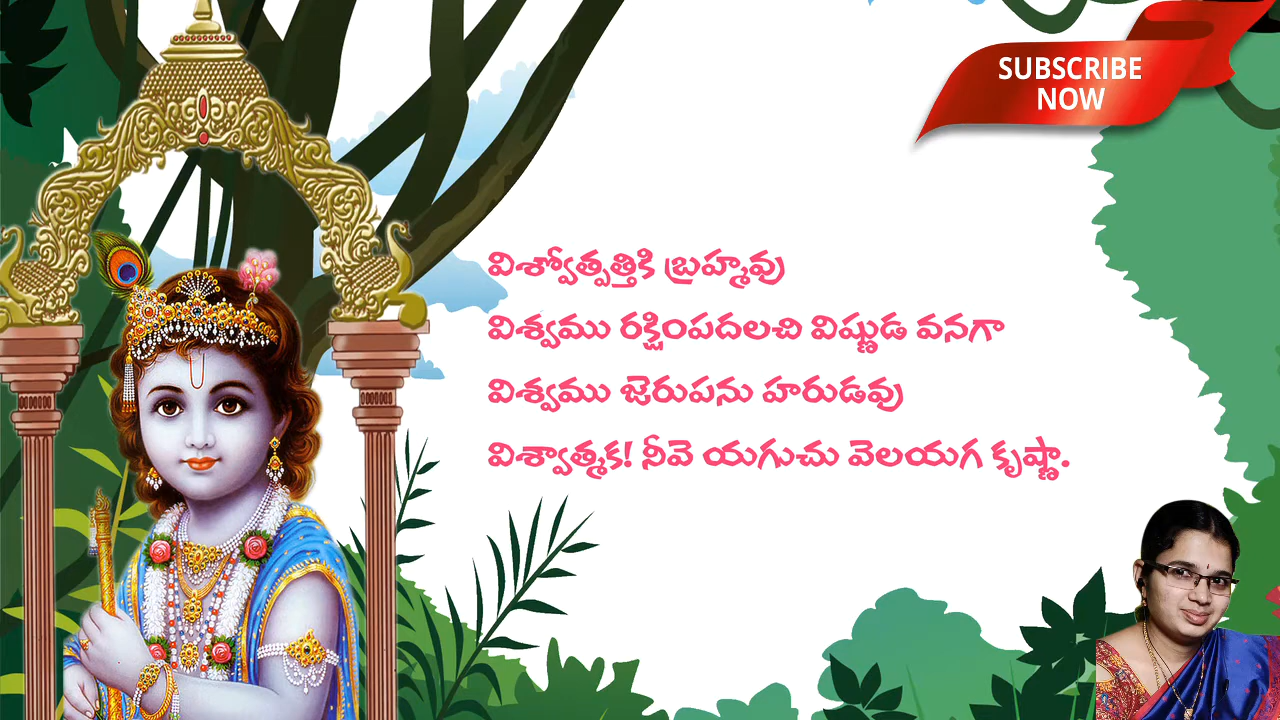 SUBSCRIBE
NOW
విశ్వోత్పత్తికి బ్రహ్మవు
విశ్వము రక్షింపదలచి విష్ణుడ వనగా
విశ్వము జెరుపను హరుడవు
విశ్వాత్మక! నీవె యగుచు వెలయగ కృష్ణా.